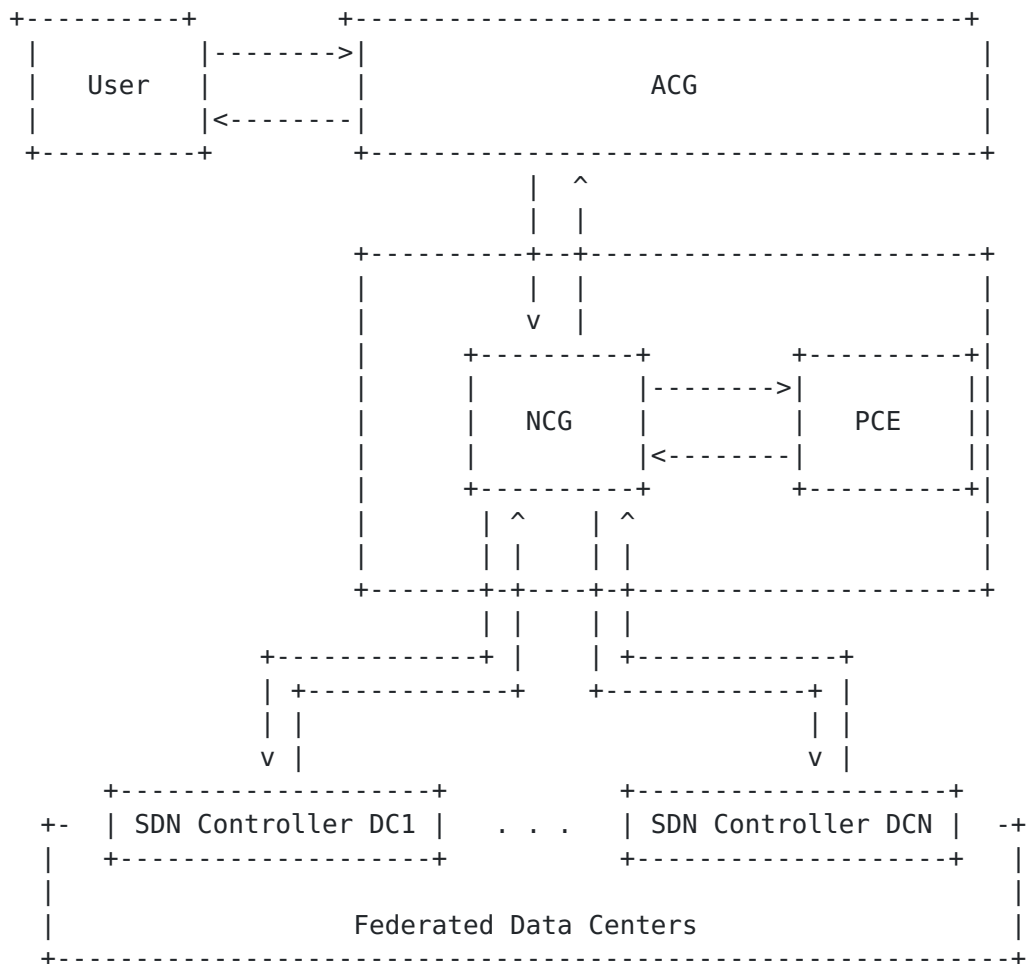 User ACG
NCG PCE
SDN Controller DC1 . . . SDN Controller DCN
Federated Data Centers